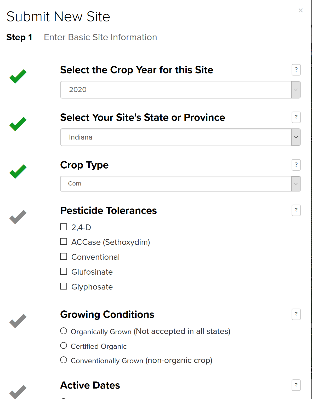 Submit New Site
×
Step 1 Enter Basic Site Information
Select the Crop Year for this Site ?
2020
Select Your Site's State or Province ?
Indiana
Crop Type ?
Corn
Pesticide Tolerances ?
2,4-D
ACCase (Sethoxydim)
Conventional
Glufosinate
Glyphosate
Growing Conditions ?
Organically Grown (Not accepted in all states)
Certified Organic
Conventionally Grown (non-organic crop)
Active Dates ?